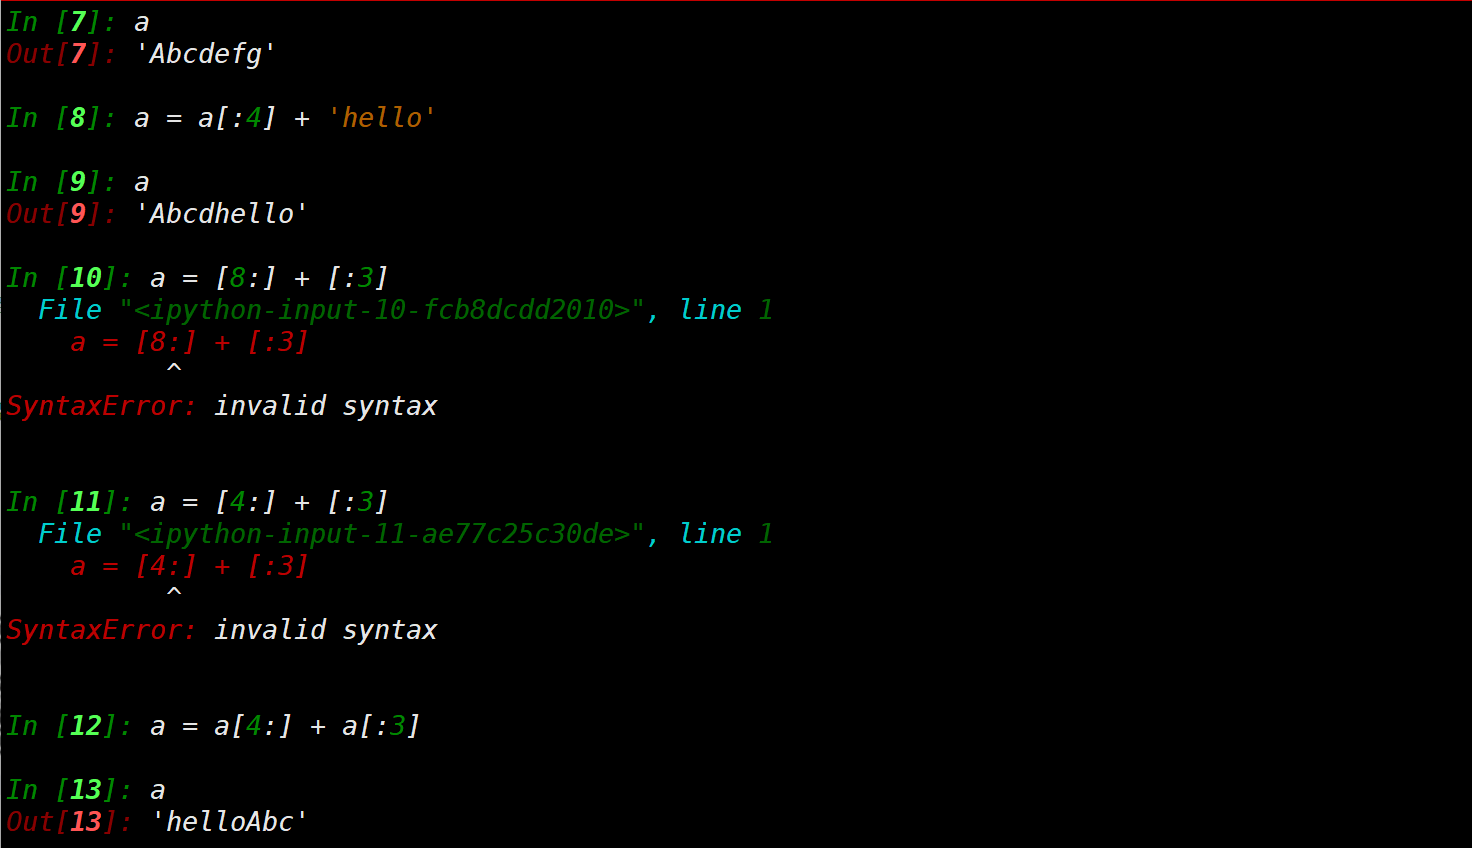 In [7]: a
Out[7]: 'Abcdefg'
In [8]: a = a[:4] + 'hello'
In [9]: a
Out[9]: 'Abcdhello'
In [10]: a = [8:] + [:3]
  File "<ipython-input-10-fcb8dcdd2010>", line 1
    a = [8:] + [:3]
          ^
SyntaxError: invalid syntax
In [11]: a = [4:] + [:3]
  File "<ipython-input-11-ae77c25c30de>", line 1
    a = [4:] + [:3]
          ^
SyntaxError: invalid syntax
In [12]: a = a[4:] + a[:3]
In [13]: a
Out[13]: 'helloAbc'